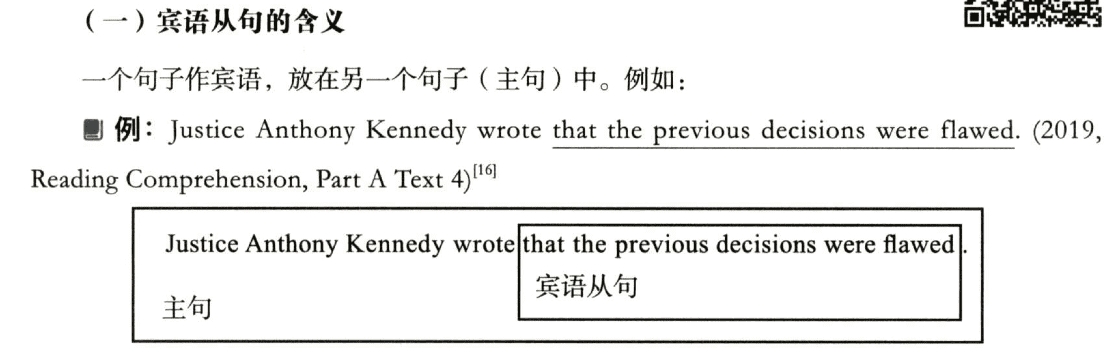 （一）宾语从句的含义
一个句子作宾语，放在另一个句子（主句）中。例如：
例：Justice Anthony Kennedy wrote that the previous decisions were flawed. (2019,
Reading Comprehension, Part A Text 4)[16]
Justice Anthony Kennedy wrote that the previous decisions were flawed.
宾语从句
主句